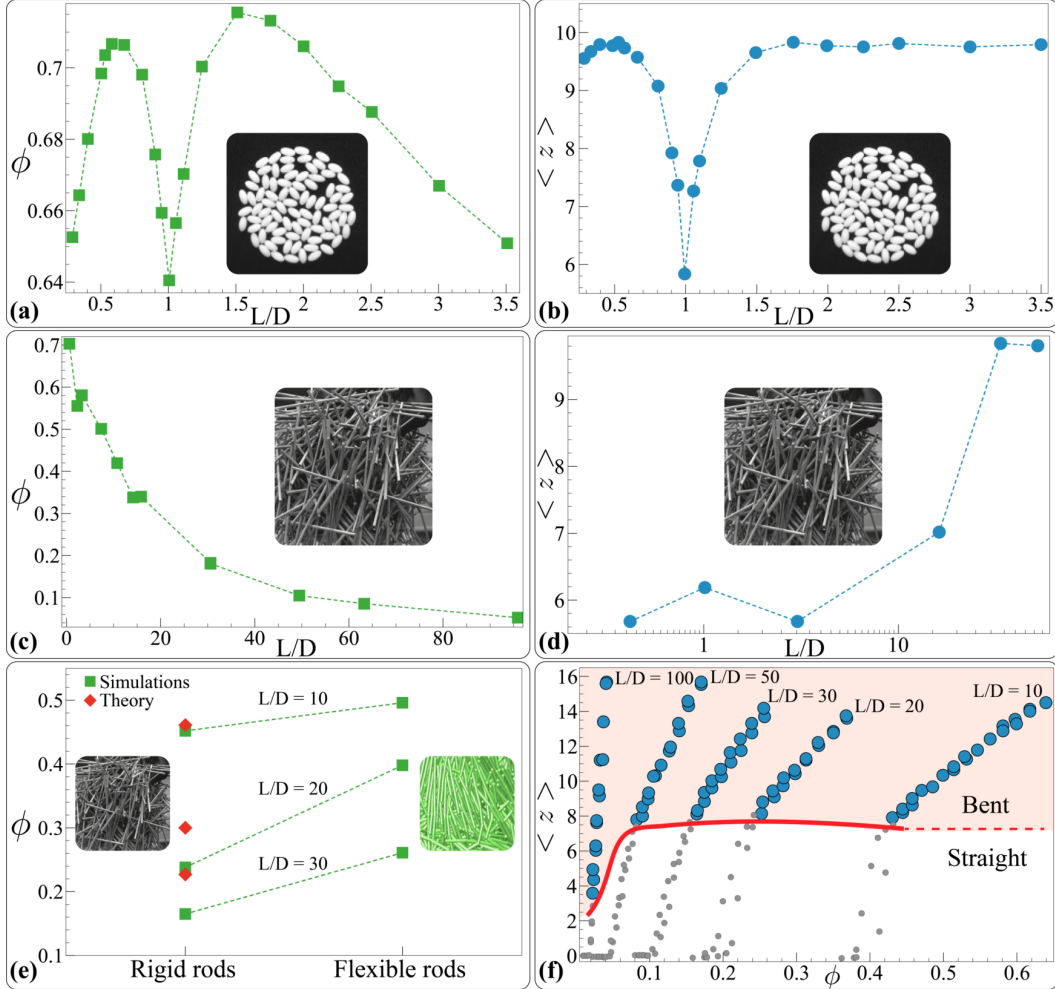 0.7
0.68
ϕ
0.66
0.64
0.5 1 1.5 2 2.5 3 3.5
(a) L/D
10
9
8
< z >
7
6
0.5 1 1.5 2 2.5 3 3.5
(b) L/D
0.7
0.6
0.5
ϕ
0.4
0.3
0.2
0.1
0 20 40 60 80
(c) L/D
9
8
< z >
7
6
1 10
(d) L/D
Simulations
Theory
0.5
0.4
ϕ
0.3
0.2
0.1
L/D = 10
L/D = 20
L/D = 30
(e) Rigid rods Flexible rods
16
14
12
10
< z >
8
6
4
2
0
L/D = 100
L/D = 50
L/D = 30
L/D = 20
L/D = 10
Bent
Straight
0.1 0.2 0.3 0.4 0.5 0.6
(f) ϕ